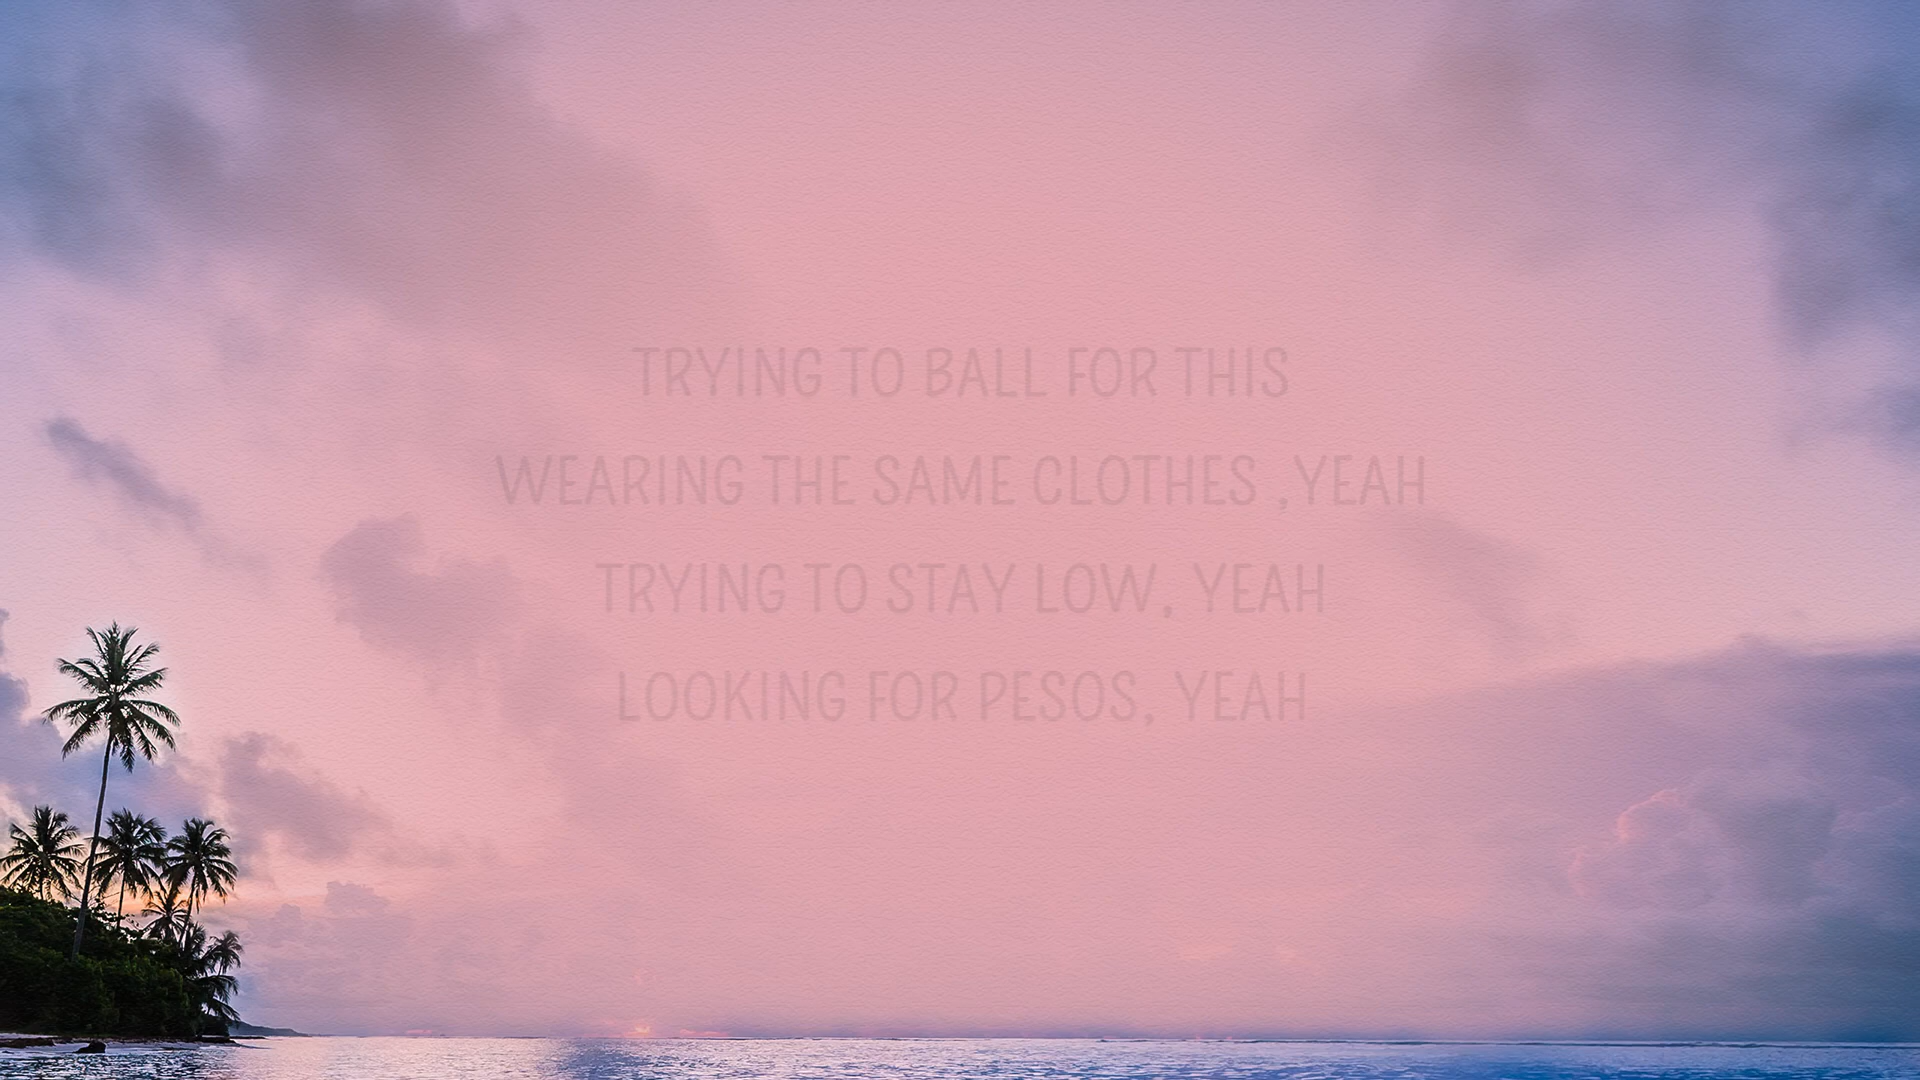 TRYING TO BALL FOR THIS
WEARING THE SAME CLOTHES ,YEAH
TRYING TO STAY LOW, YEAH
LOOKING FOR PESOS, YEAH